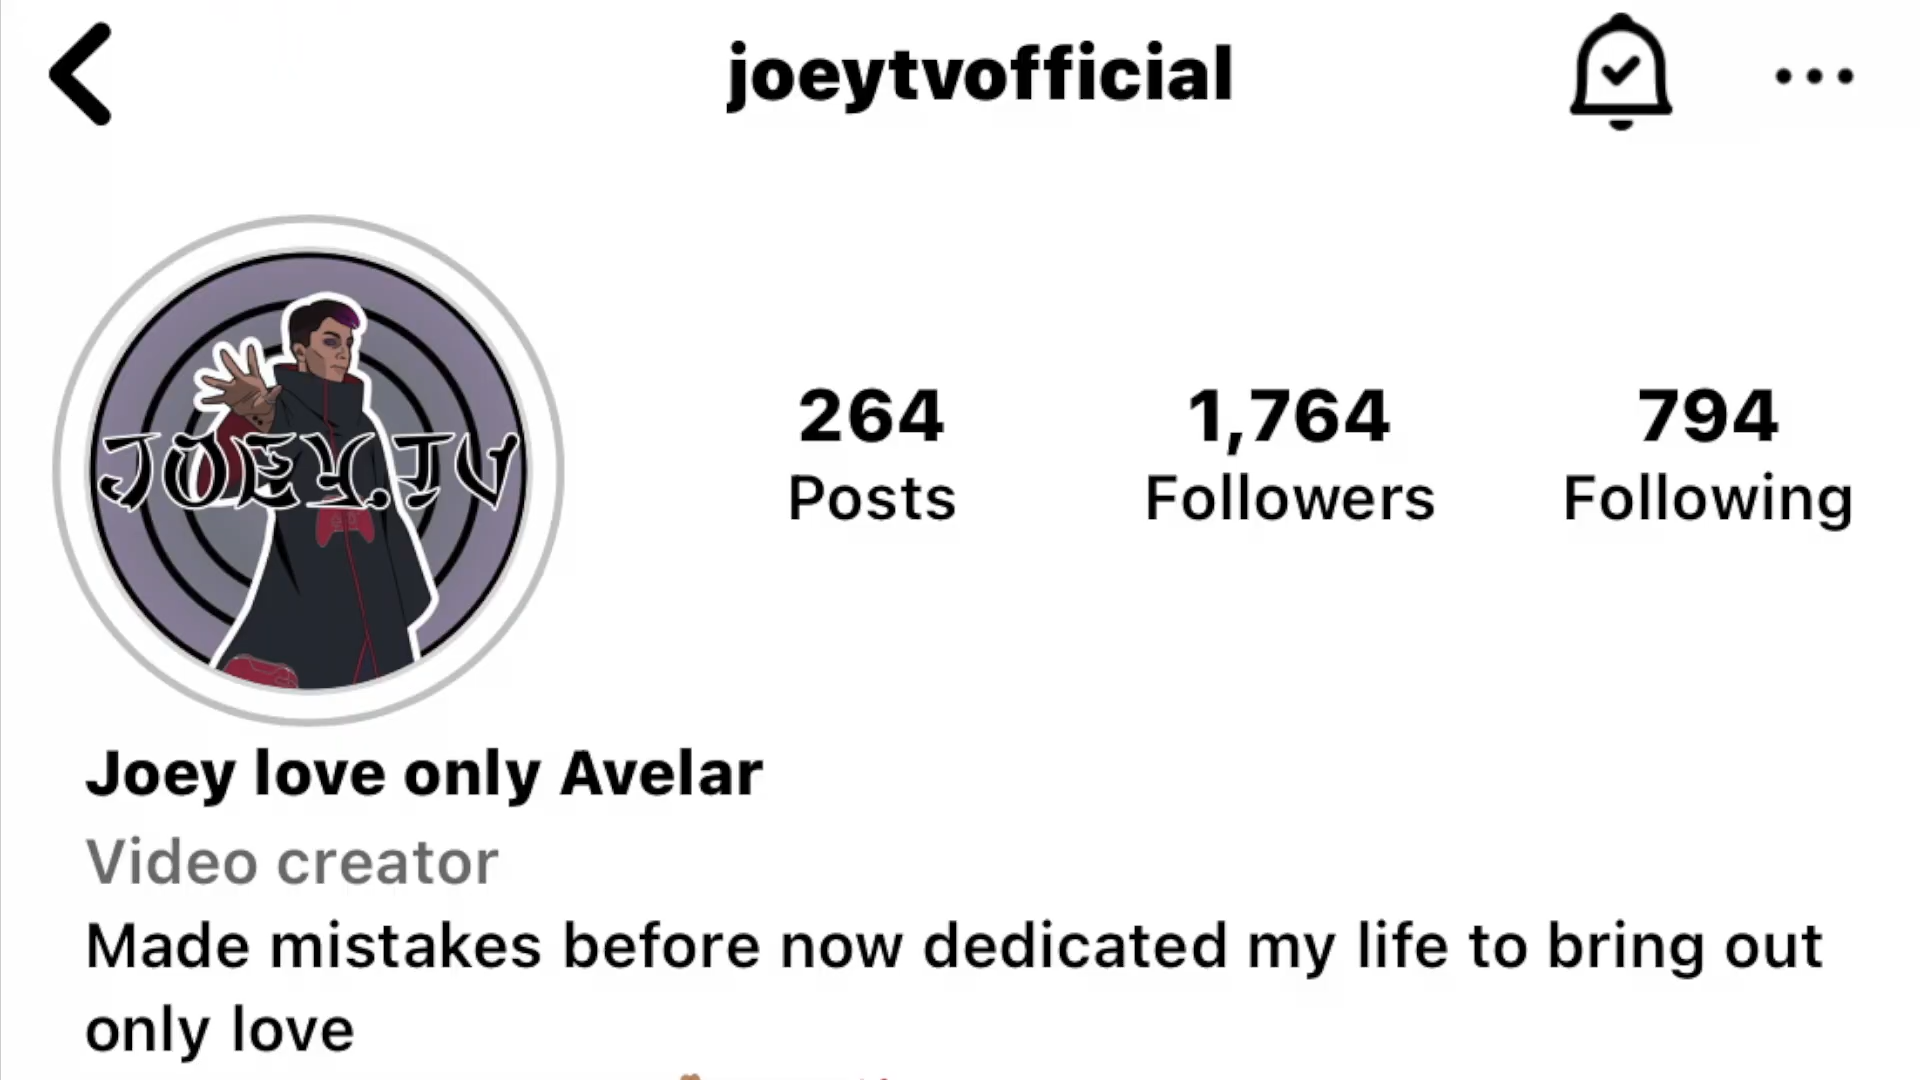 joeytvofficial
JOEY.TV
264 1,764 794
Posts Followers Following
Joey love only Avelar
Video creator
Made mistakes before now dedicated my life to bring out
only love